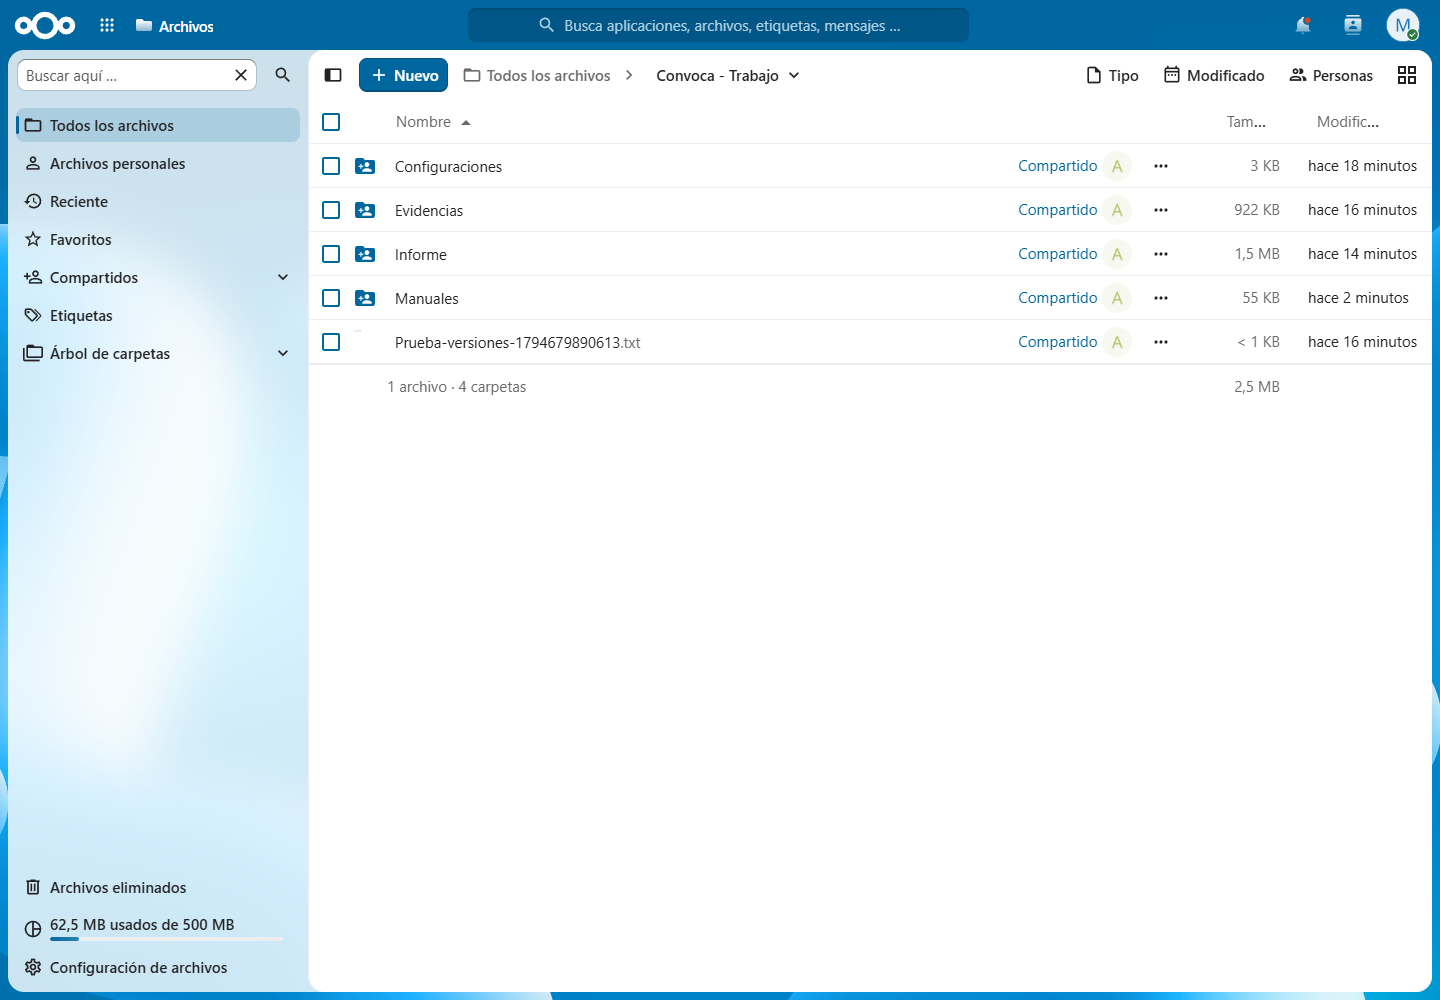 Archivos
Busca aplicaciones, archivos, etiquetas, mensajes ...
M
Buscar aquí ...
Nuevo
Todos los archivos
Convoca - Trabajo
Tipo
Modificado
Personas
Todos los archivos
Archivos personales
Reciente
Favoritos
Compartidos
Etiquetas
Árbol de carpetas
Nombre Tam... Modific...
Configuraciones Compartido A ••• 3 KB hace 18 minutos
Evidencias Compartido A ••• 922 KB hace 16 minutos
Informe Compartido A ••• 1,5 MB hace 14 minutos
Manuales Compartido A ••• 55 KB hace 2 minutos
Prueba-versiones-1794679890613.txt Compartido A ••• < 1 KB hace 16 minutos
1 archivo · 4 carpetas 2,5 MB
Archivos eliminados
62,5 MB usados de 500 MB
Configuración de archivos